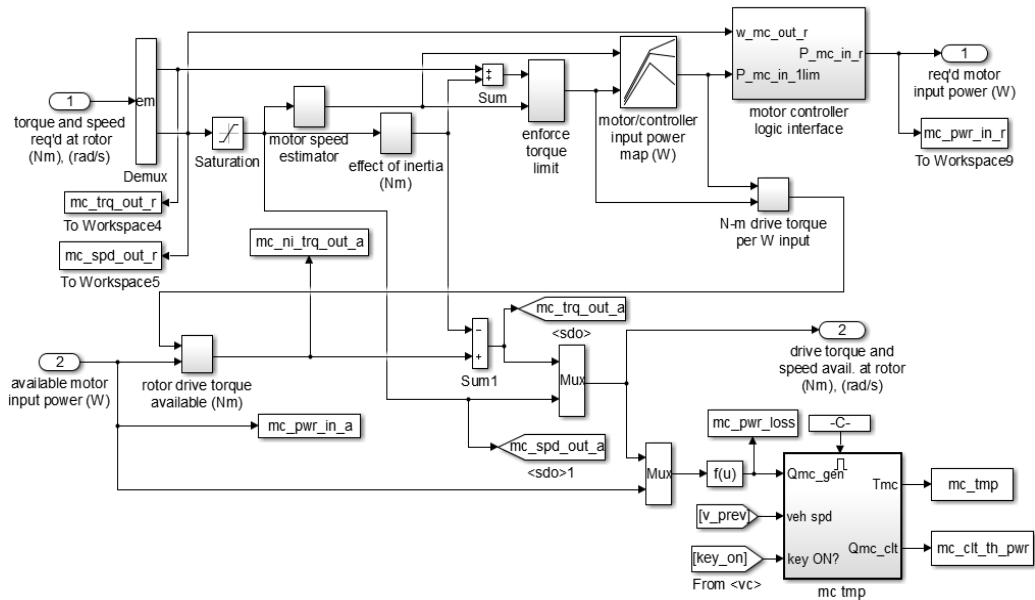 w_mc_out_r
P_mc_in_r
P_mc_in_1lim
motor controller
logic interface
1
req'd motor
input power (W)
mc_pwr_in_r
To Workspace9
1
torque and speed
req'd at rotor
(Nm), (rad/s)
em
Demux
Saturation
motor speed
estimator
effect of inertia
(Nm)
+
+
Sum
enforce
torque
limit
motor/controller
input power
map (W)
N-m drive torque
per W input
mc_trq_out_r
To Workspace4
mc_spd_out_r
To Workspace5
mc_ni_trq_out_a
mc_trq_out_a
<sdo>
2
available motor
input power (W)
rotor drive torque
available (Nm)
−
+
Sum1
Mux
2
drive torque and
speed avail. at rotor
(Nm), (rad/s)
mc_pwr_in_a
mc_spd_out_a
<sdo>1
Mux
f(u)
mc_pwr_loss
-C-
Qmc_gen
Tmc
veh spd
Qmc_clt
key ON?
mc tmp
[v_prev]
[key_on]
From <vc>
mc_tmp
mc_clt_th_pwr